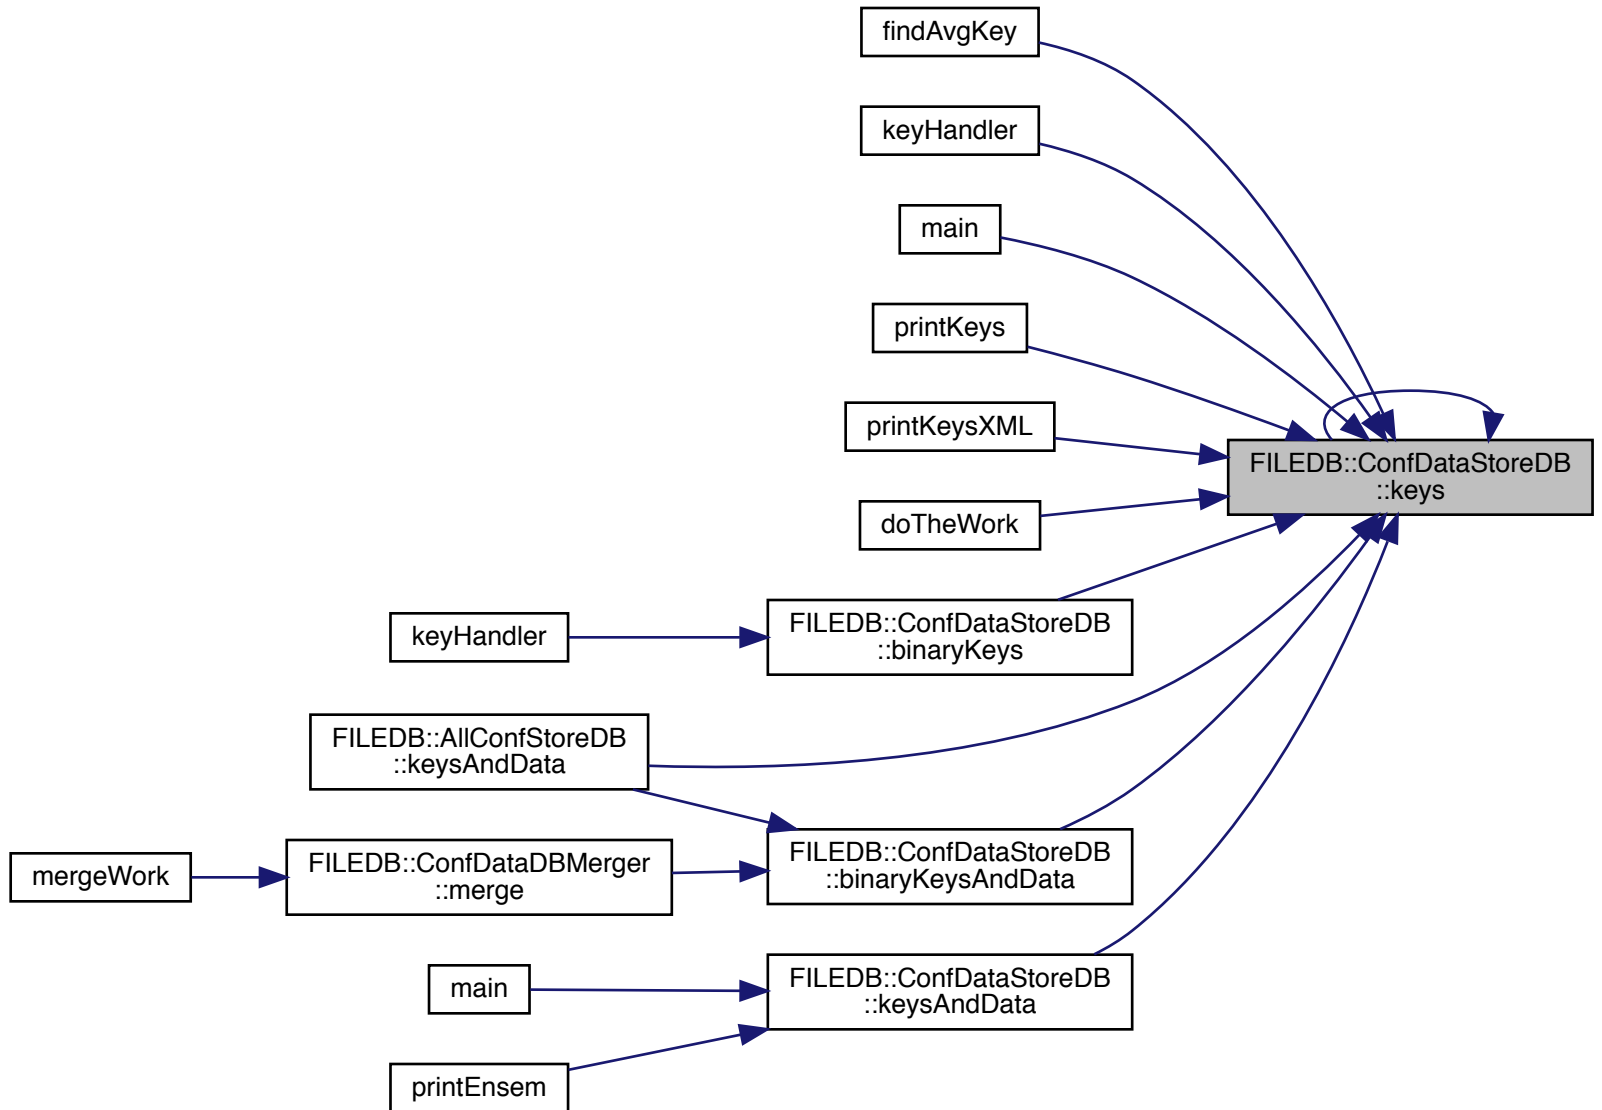 findAvgKey
keyHandler
main
printKeys
printKeysXML
FILEDB::ConfDataStoreDB
::keys
doTheWork
keyHandler
FILEDB::ConfDataStoreDB
::binaryKeys
FILEDB::AllConfStoreDB
::keysAndData
mergeWork
FILEDB::ConfDataDBMerger
::merge
FILEDB::ConfDataStoreDB
::binaryKeysAndData
main
FILEDB::ConfDataStoreDB
::keysAndData
printEnsem